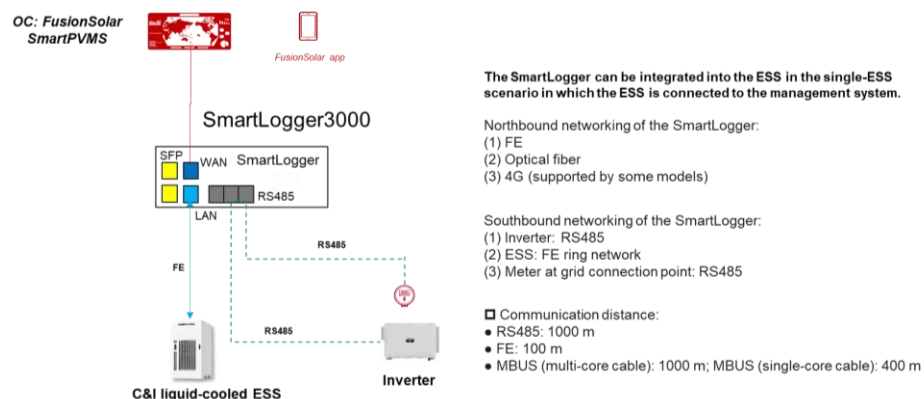 OC: FusionSolar
SmartPVMS
FusionSolar app
SmartLogger3000
SFP
WAN
SmartLogger
RS485
LAN
RS485
FE
RS485
C&I liquid-cooled ESS
Inverter
The SmartLogger can be integrated into the ESS in the single-ESS
scenario in which the ESS is connected to the management system.
Northbound networking of the SmartLogger:
(1) FE
(2) Optical fiber
(3) 4G (supported by some models)
Southbound networking of the SmartLogger:
(1) Inverter: RS485
(2) ESS: FE ring network
(3) Meter at grid connection point: RS485
Communication distance:
● RS485: 1000 m
● FE: 100 m
● MBUS (multi-core cable): 1000 m; MBUS (single-core cable): 400 m